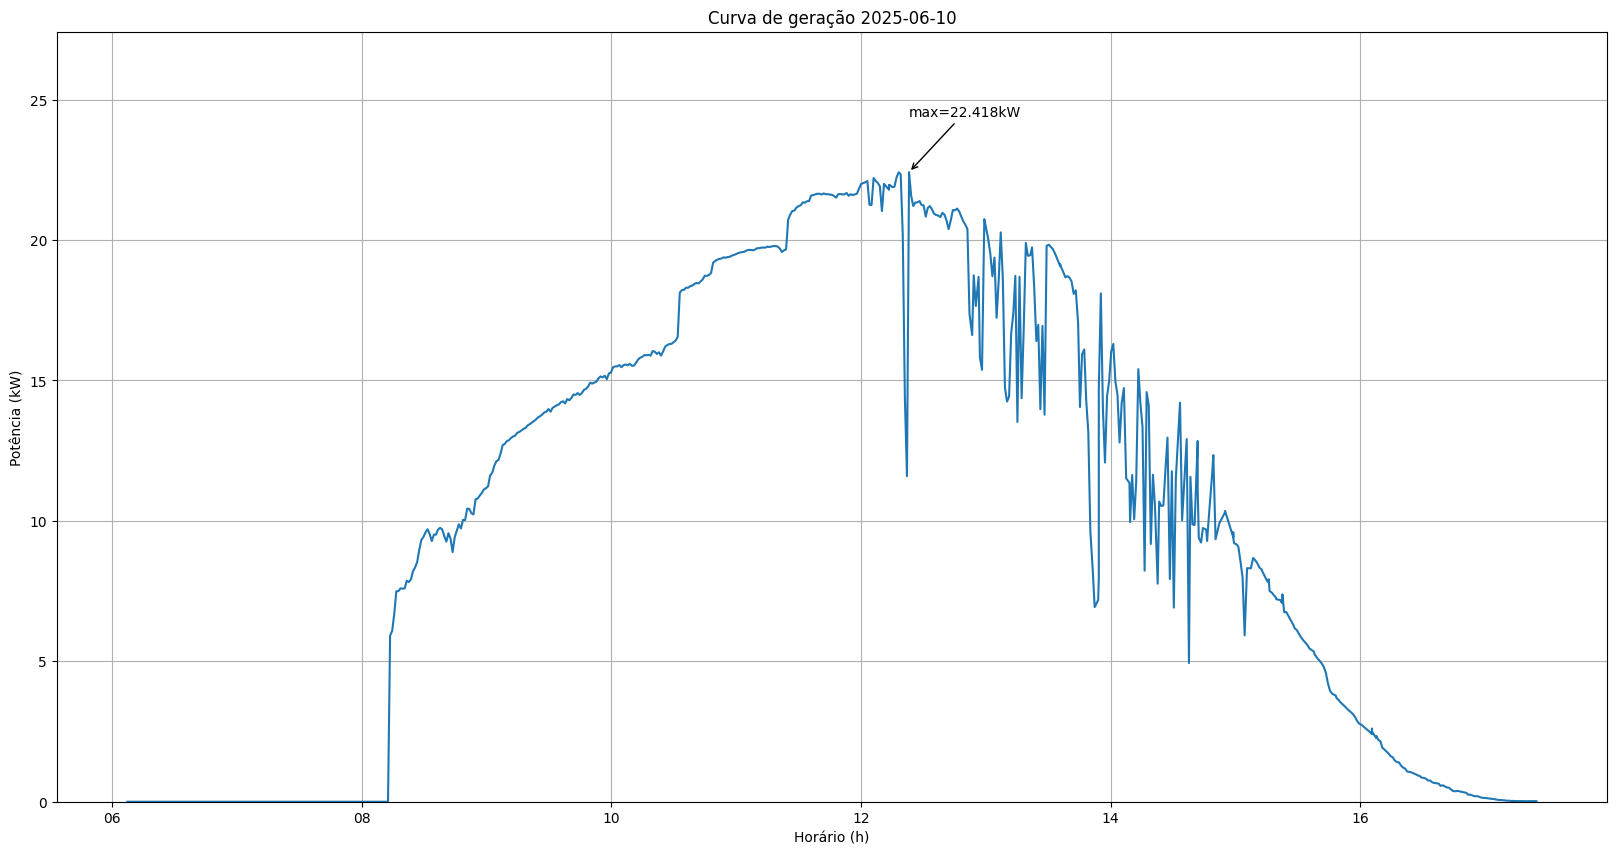 Curva de geração 2025-06-10
max=22.418kW
Potência (kW)
25
20
15
10
5
0
06 08 10 12 14 16
Horário (h)